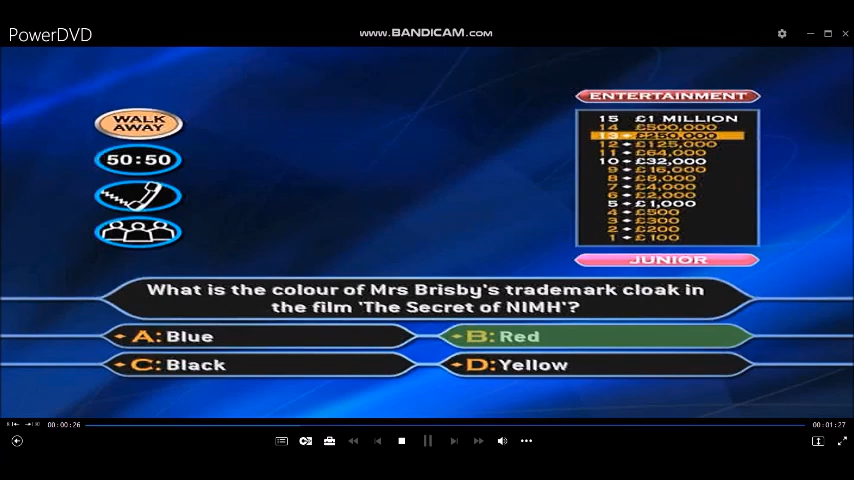 PowerDVD
www.BANDICAM.com
WALK
AWAY
50:50
ENTERTAINMENT
15 £1 MILLION
14 £500,000
13 £250,000
12 £125,000
11 £64,000
10 £32,000
9 £16,000
8 £8,000
7 £4,000
6 £2,000
5 £1,000
4 £500
3 £300
2 £200
1 £100
JUNIOR
What is the colour of Mrs Brisby's trademark cloak in
the film 'The Secret of NIMH'?
A: Blue
B: Red
C: Black
D: Yellow
00:00:26
00:01:27